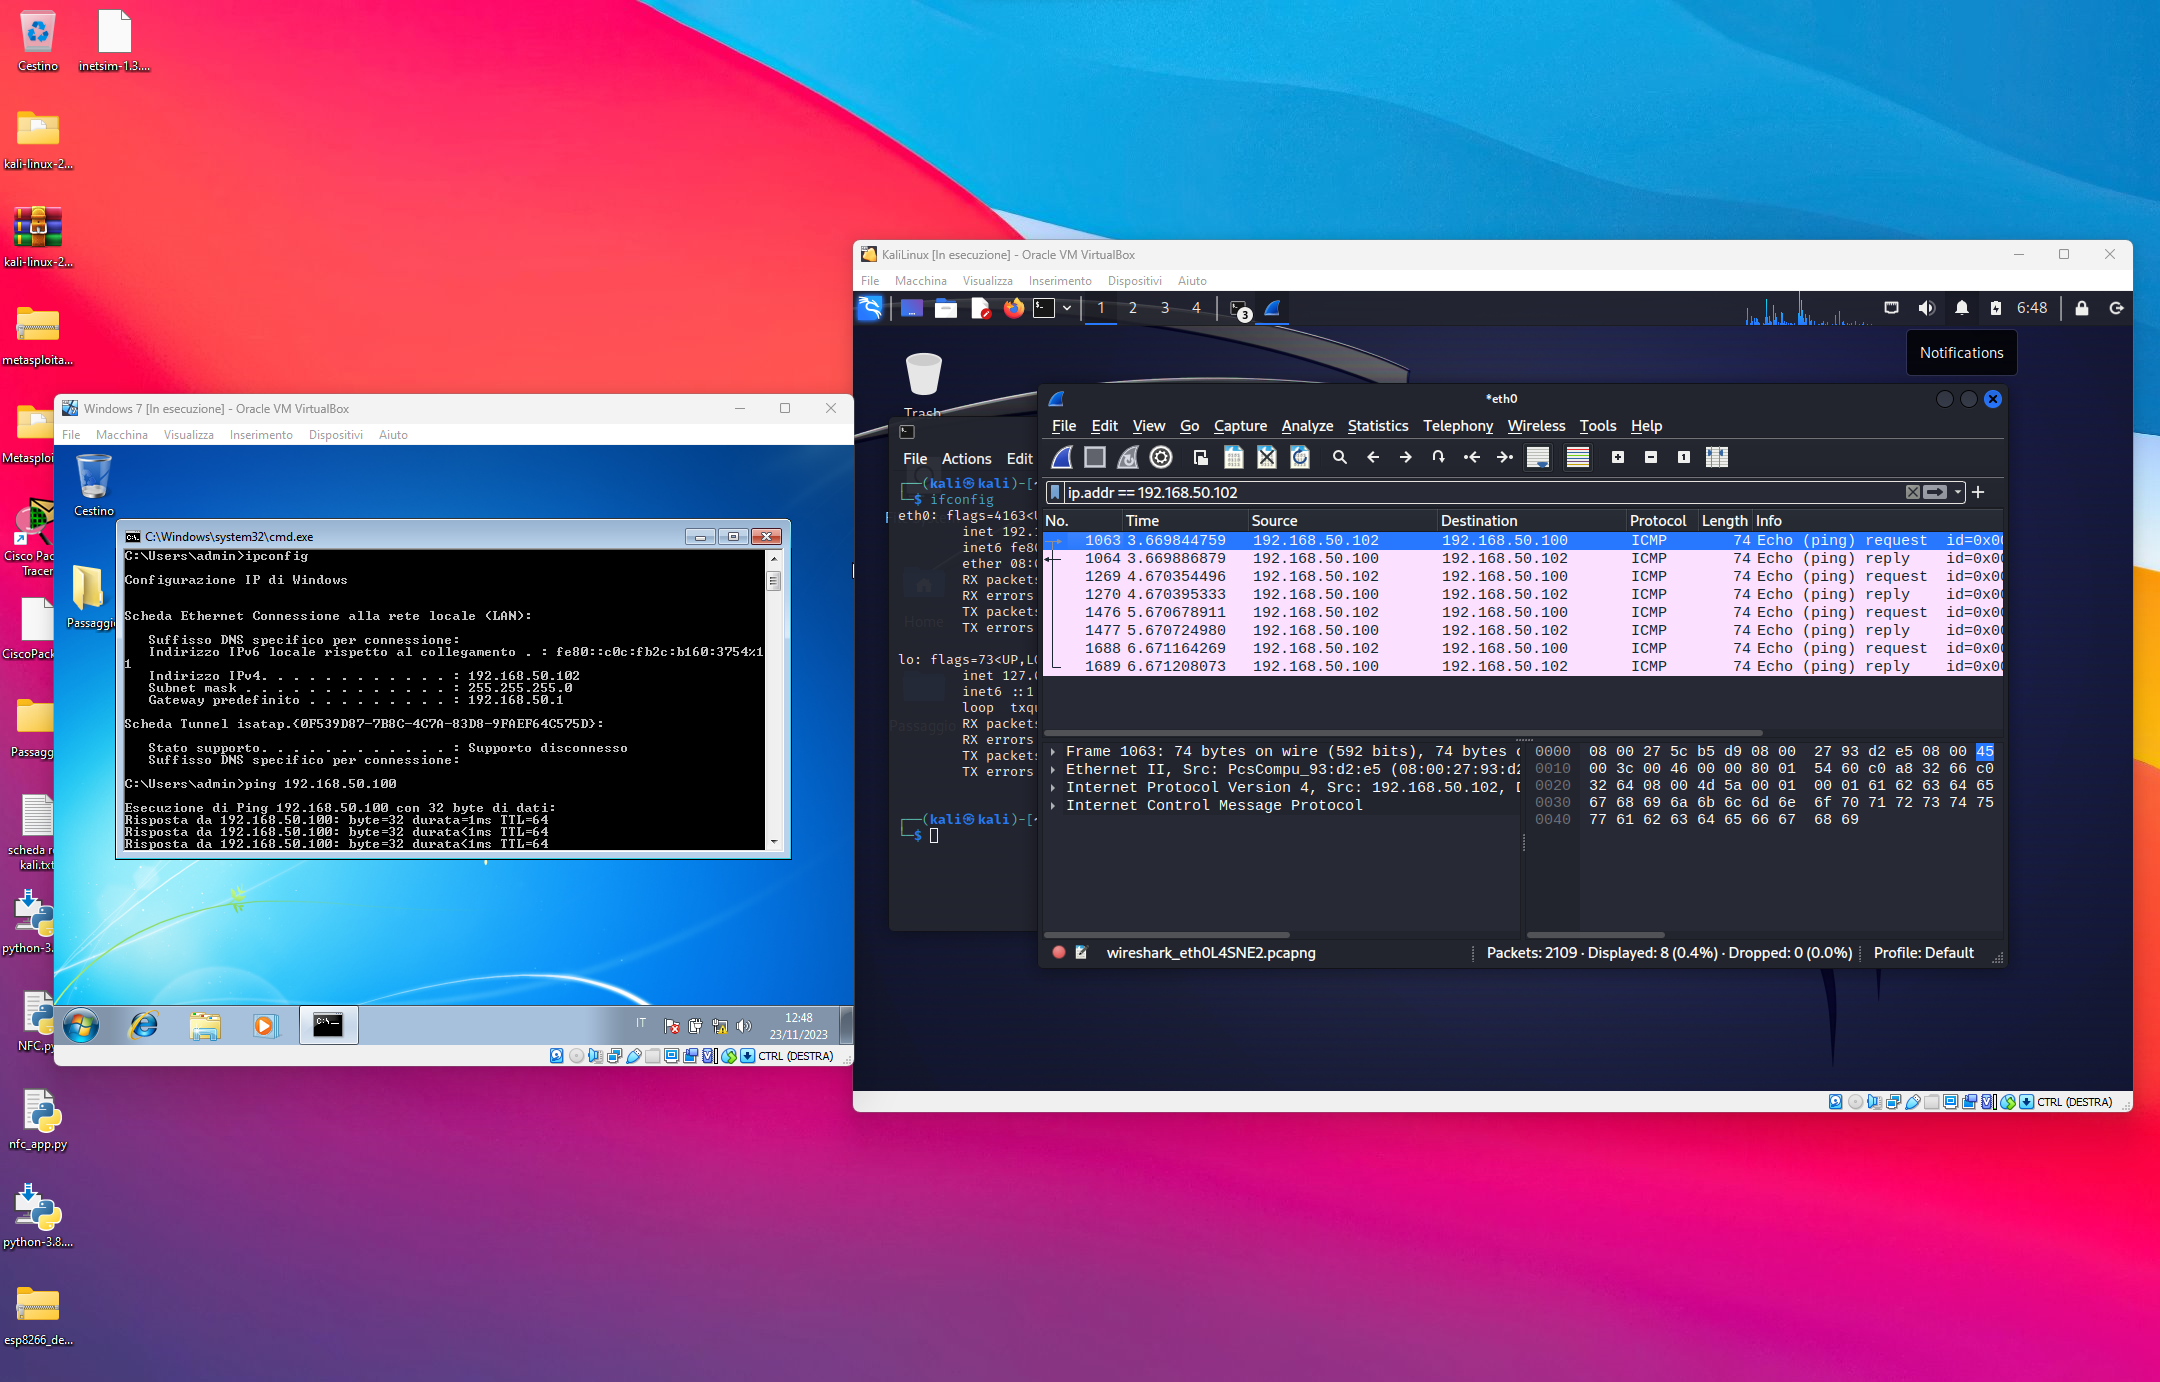 Cestino
inetsim-1.3....
kali-linux-2...
kali-linux-2...
metasploita...
Metasploi
Cisco Pac
Tracer
CiscoPack
Passagg
scheda re
kali.txt
python-3.
NFC.py
nfc_app.py
python-3.8....
esp8266_de...
Windows 7 [In esecuzione] - Oracle VM VirtualBox
File Macchina Visualizza Inserimento Dispositivi Aiuto
Cestino
Passaggi
C:\Windows\system32\cmd.exe
C:\Users\admin>ipconfig
Configurazione IP di Windows
Scheda Ethernet Connessione alla rete locale (LAN):
Suffisso DNS specifico per connessione:
Indirizzo IPv6 locale rispetto al collegamento . : fe80::c0c:fb2c:b160:3754%1
1
Indirizzo IPv4. . . . . . . . . . . . : 192.168.50.102
Subnet mask . . . . . . . . . . . . . : 255.255.255.0
Gateway predefinito . . . . . . . . . : 192.168.50.1
Scheda Tunnel isatap.{0F539D87-7B8C-4C7A-83D8-9FAEF64C575D}:
Stato supporto. . . . . . . . . . . . : Supporto disconnesso
Suffisso DNS specifico per connessione:
C:\Users\admin>ping 192.168.50.100
Esecuzione di Ping 192.168.50.100 con 32 byte di dati:
Risposta da 192.168.50.100: byte=32 durata=1ms TTL=64
Risposta da 192.168.50.100: byte=32 durata<1ms TTL=64
Risposta da 192.168.50.100: byte=32 durata<1ms TTL=64
IT
12:48
23/11/2023
CTRL (DESTRA)
KaliLinux [In esecuzione] - Oracle VM VirtualBox
File Macchina Visualizza Inserimento Dispositivi Aiuto
1 2 3 4 3 6:48
Notifications
Trash
Home
Passaggio
File Actions Edit
(kali㉿kali)-[~
$ ifconfig
eth0: flags=4163<U
inet 192.
inet6 fe80
ether 08:0
RX packets
RX errors
TX packets
TX errors
lo: flags=73<UP,LO
inet 127.0
inet6 ::1
loop txqu
RX packets
RX errors
TX packets
TX errors
(kali㉿kali)-[~
$
*eth0
File Edit View Go Capture Analyze Statistics Telephony Wireless Tools Help
ip.addr == 192.168.50.102
No. Time Source Destination Protocol Length Info
1063 3.669844759 192.168.50.102 192.168.50.100 ICMP 74 Echo (ping) request id=0x00
1064 3.669886879 192.168.50.100 192.168.50.102 ICMP 74 Echo (ping) reply id=0x00
1269 4.670354496 192.168.50.102 192.168.50.100 ICMP 74 Echo (ping) request id=0x00
1270 4.670395333 192.168.50.100 192.168.50.102 ICMP 74 Echo (ping) reply id=0x00
1476 5.670678911 192.168.50.102 192.168.50.100 ICMP 74 Echo (ping) request id=0x00
1477 5.670724980 192.168.50.100 192.168.50.102 ICMP 74 Echo (ping) reply id=0x00
1688 6.671164269 192.168.50.102 192.168.50.100 ICMP 74 Echo (ping) request id=0x00
1689 6.671208073 192.168.50.100 192.168.50.102 ICMP 74 Echo (ping) reply id=0x00
Frame 1063: 74 bytes on wire (592 bits), 74 bytes c
Ethernet II, Src: PcsCompu_93:d2:e5 (08:00:27:93:d2
Internet Protocol Version 4, Src: 192.168.50.102, D
Internet Control Message Protocol
0000 08 00 27 5c b5 d9 08 00 27 93 d2 e5 08 00 45
0010 00 3c 00 46 00 00 80 01 54 60 c0 a8 32 66 c0
0020 32 64 08 00 4d 5a 00 01 00 01 61 62 63 64 65
0030 67 68 69 6a 6b 6c 6d 6e 6f 70 71 72 73 74 75
0040 77 61 62 63 64 65 66 67 68 69
wireshark_eth0L4SNE2.pcapng
Packets: 2109 · Displayed: 8 (0.4%) · Dropped: 0 (0.0%)
Profile: Default
CTRL (DESTRA)